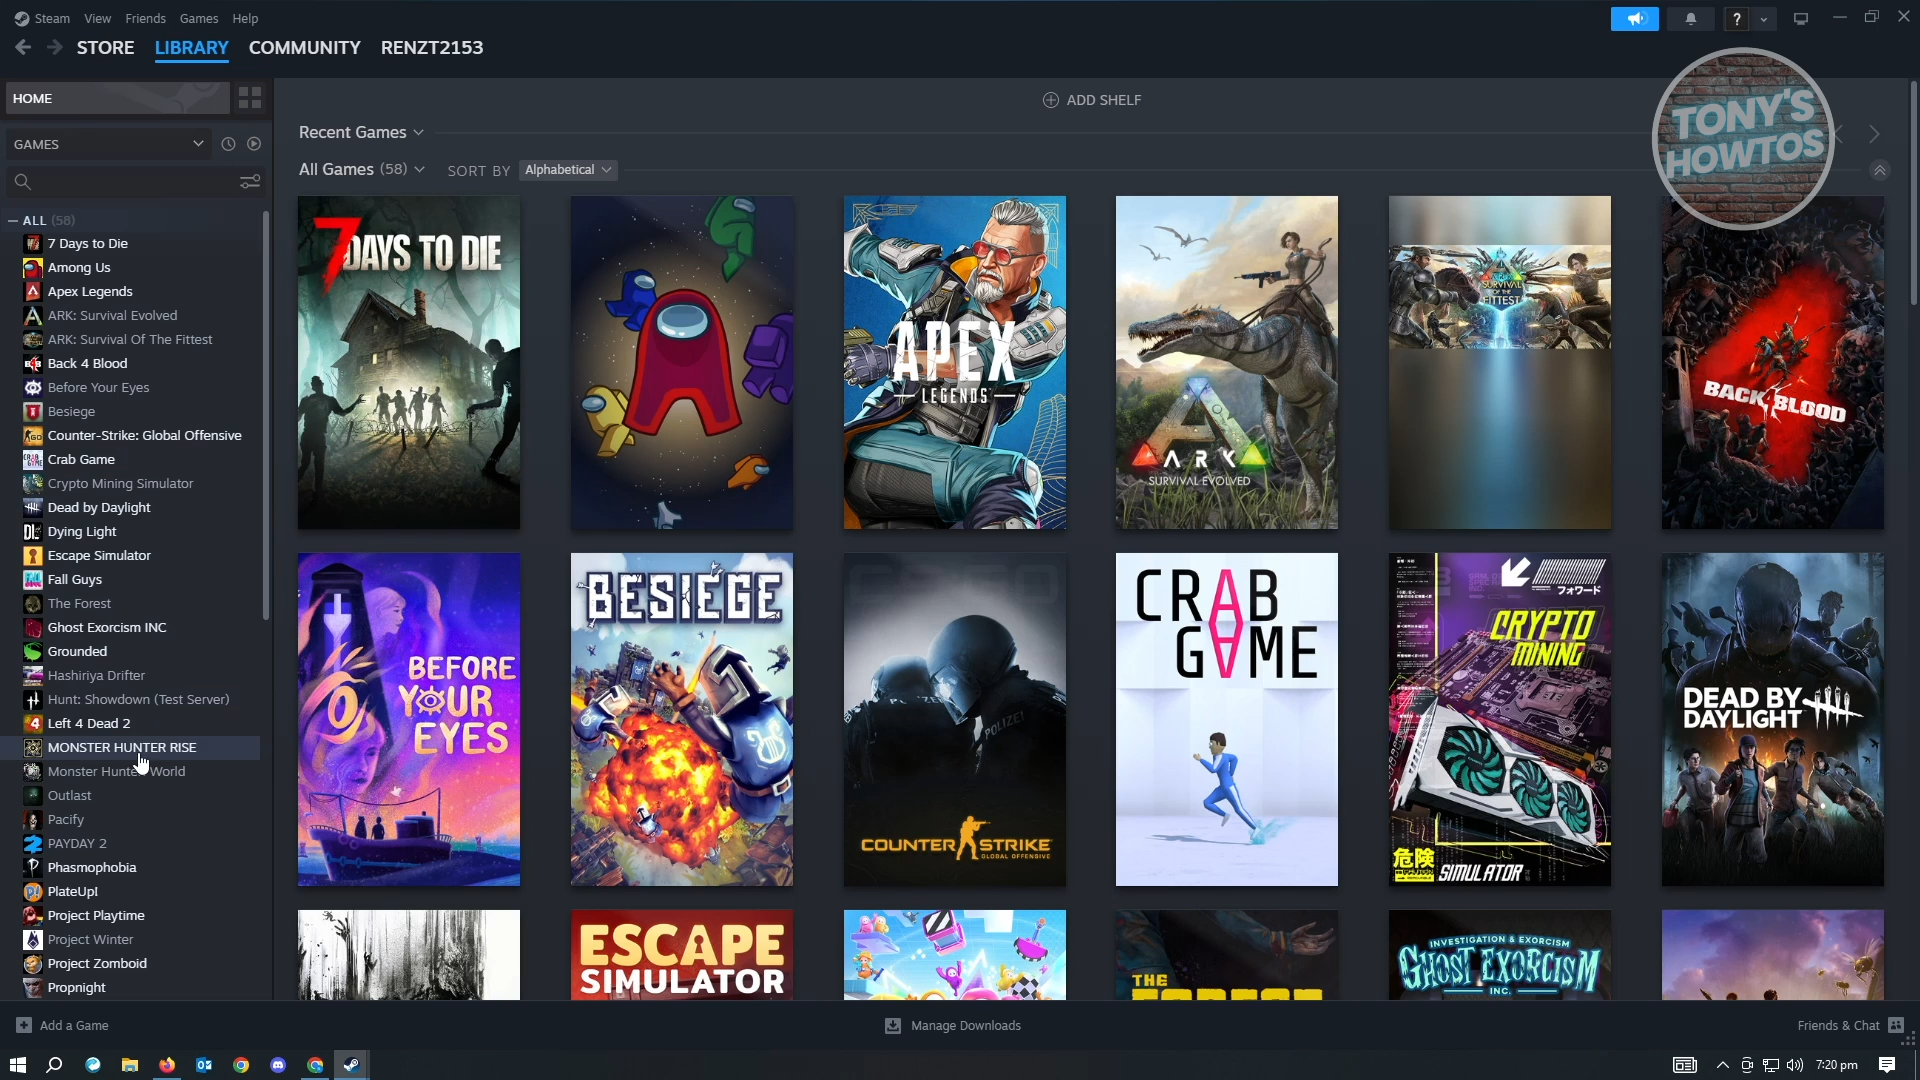 Steam View Friends Games Help
STORE LIBRARY COMMUNITY RENZT2153
TONY'S
HOWTOS
HOME
ADD SHELF
GAMES
Recent Games
All Games (58) SORT BY Alphabetical
ALL (58)
7 Days to Die
Among Us
Apex Legends
ARK: Survival Evolved
ARK: Survival Of The Fittest
Back 4 Blood
Before Your Eyes
Besiege
Counter-Strike: Global Offensive
Crab Game
Crypto Mining Simulator
Dead by Daylight
Dying Light
Escape Simulator
Fall Guys
The Forest
Ghost Exorcism INC
Grounded
Hashiriya Drifter
Hunt: Showdown (Test Server)
Left 4 Dead 2
MONSTER HUNTER RISE
Monster Hunter World
Outlast
Pacify
PAYDAY 2
Phasmophobia
PlateUp!
Project Playtime
Project Winter
Project Zomboid
Propnight
7 DAYS TO DIE
APEX
LEGENDS
ARK
SURVIVAL EVOLVED
SURVIVAL
OF THE
FITTEST
BACK 4 BLOOD
BEFORE
YOUR
EYES
BESIEGE
POLIZEI
COUNTER STRIKE
GLOBAL OFFENSIVE
CRAB
GAME
フォワード
CRYPTO
MINING
危険
SIMULATOR
DEAD BY
DAYLIGHT
ESCAPE
SIMULATOR
THE
FOREST
INVESTIGATION & EXORCISM
GHOST EXORCISM
INC.
Add a Game Manage Downloads Friends & Chat
7:20 pm